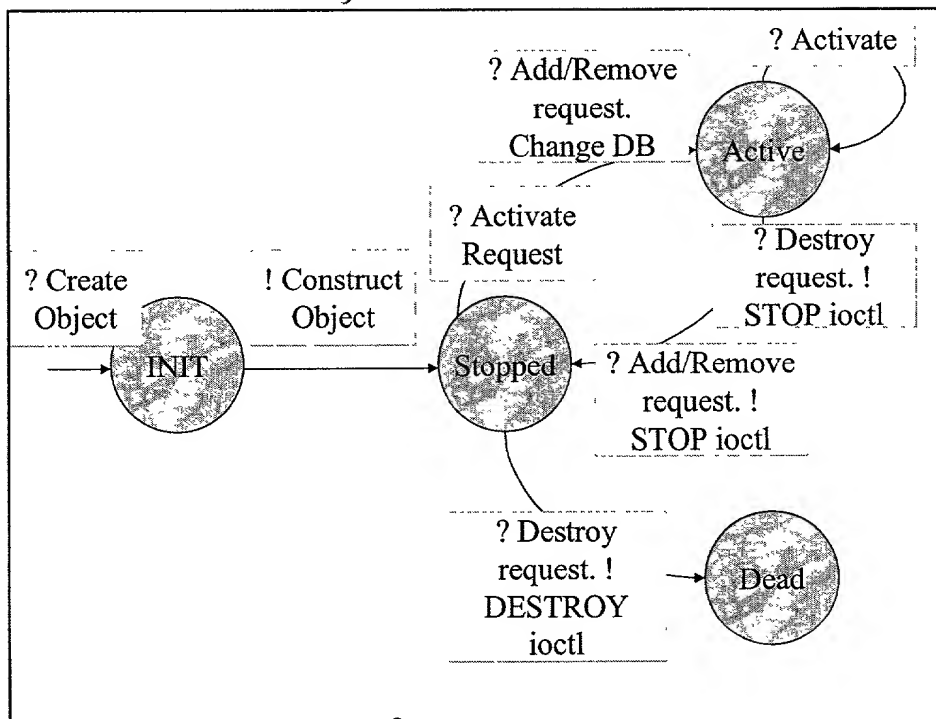 ? Activate
? Add/Remove
request.
Change DB
Active
? Activate
Request
? Destroy
request. !
STOP ioctl
? Create
Object
! Construct
Object
INIT
Stopped
? Add/Remove
request. !
STOP ioctl
? Destroy
request. !
DESTROY
ioctl
Dead